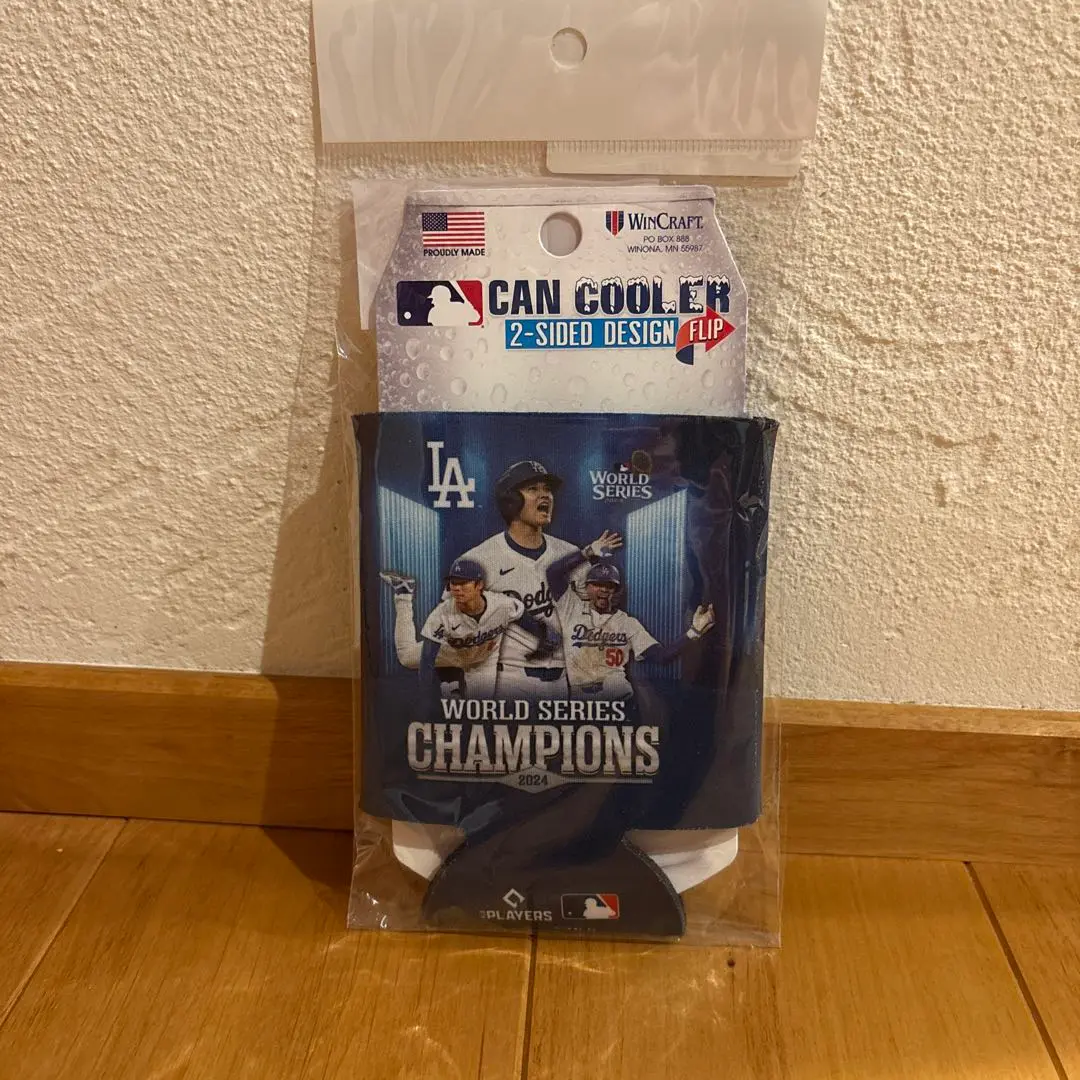 PROUDLY MADE
WINCRAFT.
PO BOX 888
WINONA, MN 55987
CAN COOLER
2-SIDED DESIGN
FLIP
LA
WORLD
SERIES
LA
Dodgers
Dodgers
50
WORLD SERIES
CHAMPIONS
2024
PLAYERS